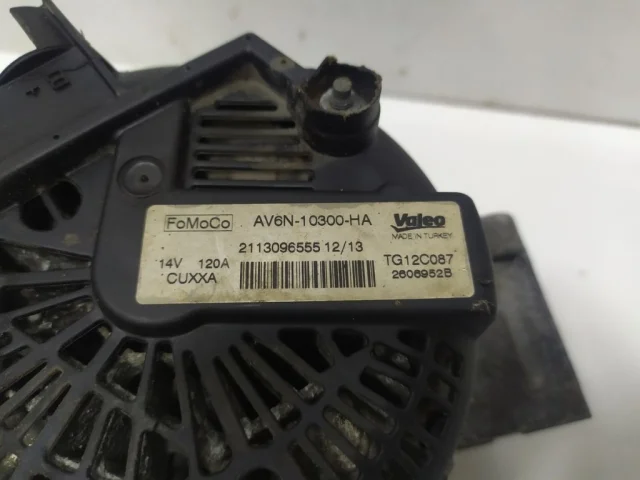 FoMoCo AV6N-10300-HA Valeo
MADE IN TURKEY
2113096555 12/13
14V 120A TG12C087
CUXXA 2606952B